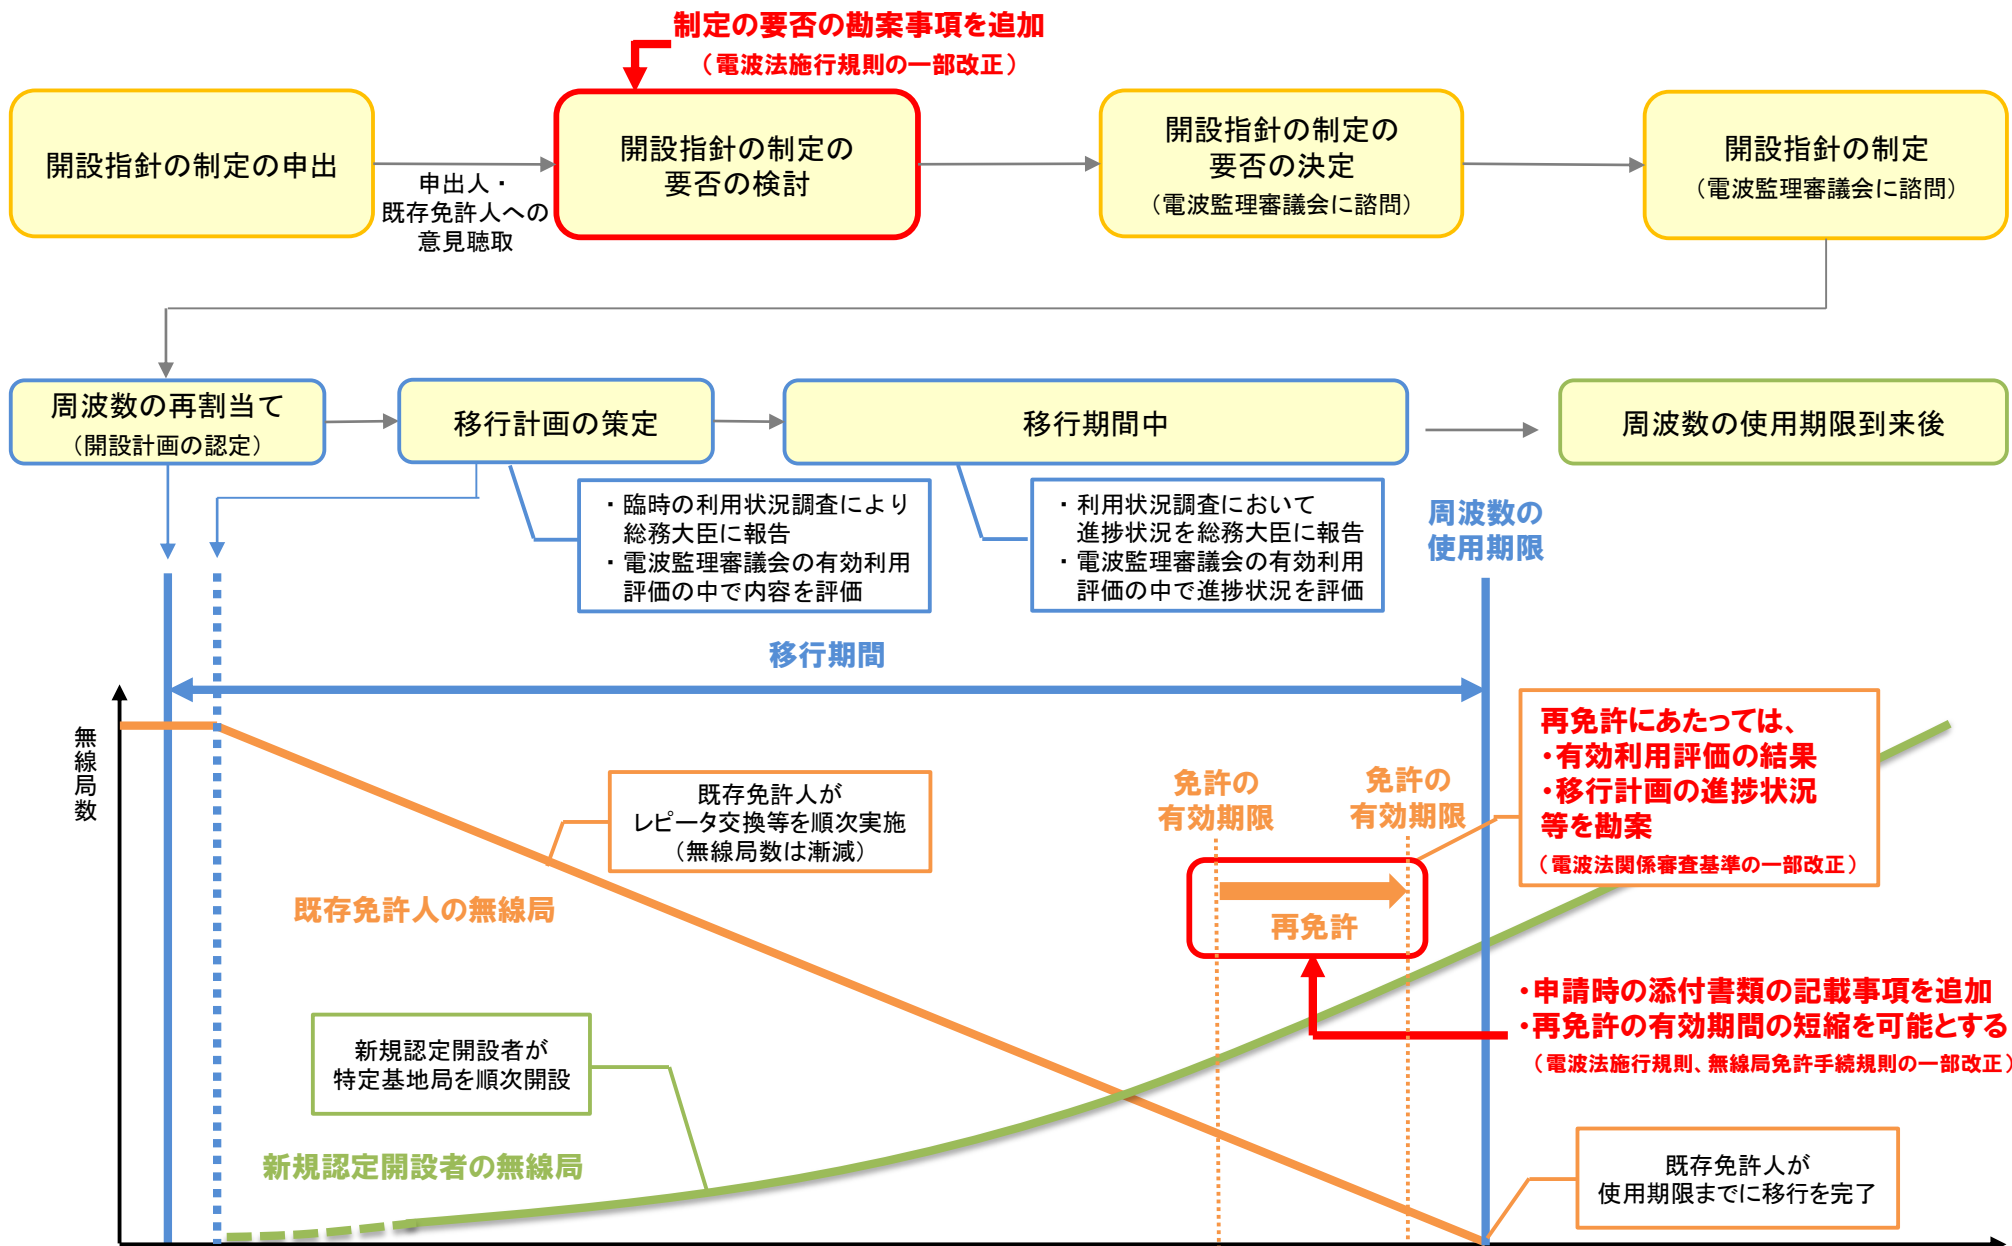 制定の要否の勘案事項を追加
（電波法施行規則の一部改正）
開設指針の制定の申出
申出人・
既存免許人への
意見聴取
開設指針の制定の
要否の検討
開設指針の制定の
要否の決定
（電波監理審議会に諮問）
開設指針の制定
（電波監理審議会に諮問）
周波数の再割当て
（開設計画の認定）
移行計画の策定
移行期間中
周波数の使用期限到来後
・臨時の利用状況調査により
総務大臣に報告
・電波監理審議会の有効利用
評価の中で内容を評価
・利用状況調査において
進捗状況を総務大臣に報告
・電波監理審議会の有効利用
評価の中で進捗状況を評価
周波数の
使用期限
移行期間
無線局数
既存免許人が
レピータ交換等を順次実施
（無線局数は漸減）
免許の
有効期限
免許の
有効期限
再免許にあたっては、
・有効利用評価の結果
・移行計画の進捗状況
等を勘案
（電波法関係審査基準の一部改正）
既存免許人の無線局
再免許
・申請時の添付書類の記載事項を追加
・再免許の有効期間の短縮を可能とする
（電波法施行規則、無線局免許手続規則の一部改正）
新規認定開設者が
特定基地局を順次開設
新規認定開設者の無線局
既存免許人が
使用期限までに移行を完了